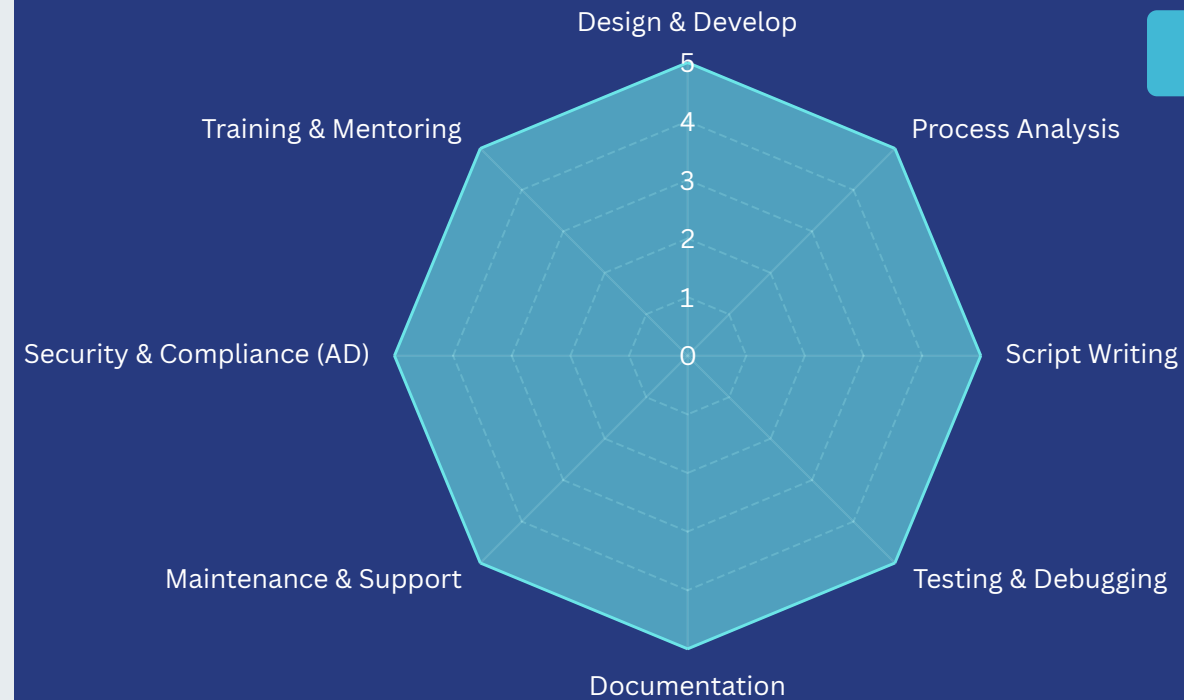 Design & Develop
5
Training & Mentoring
Process Analysis
4
3
2
1
Security & Compliance (AD)
0
Script Writing
Maintenance & Support
Testing & Debugging
Documentation